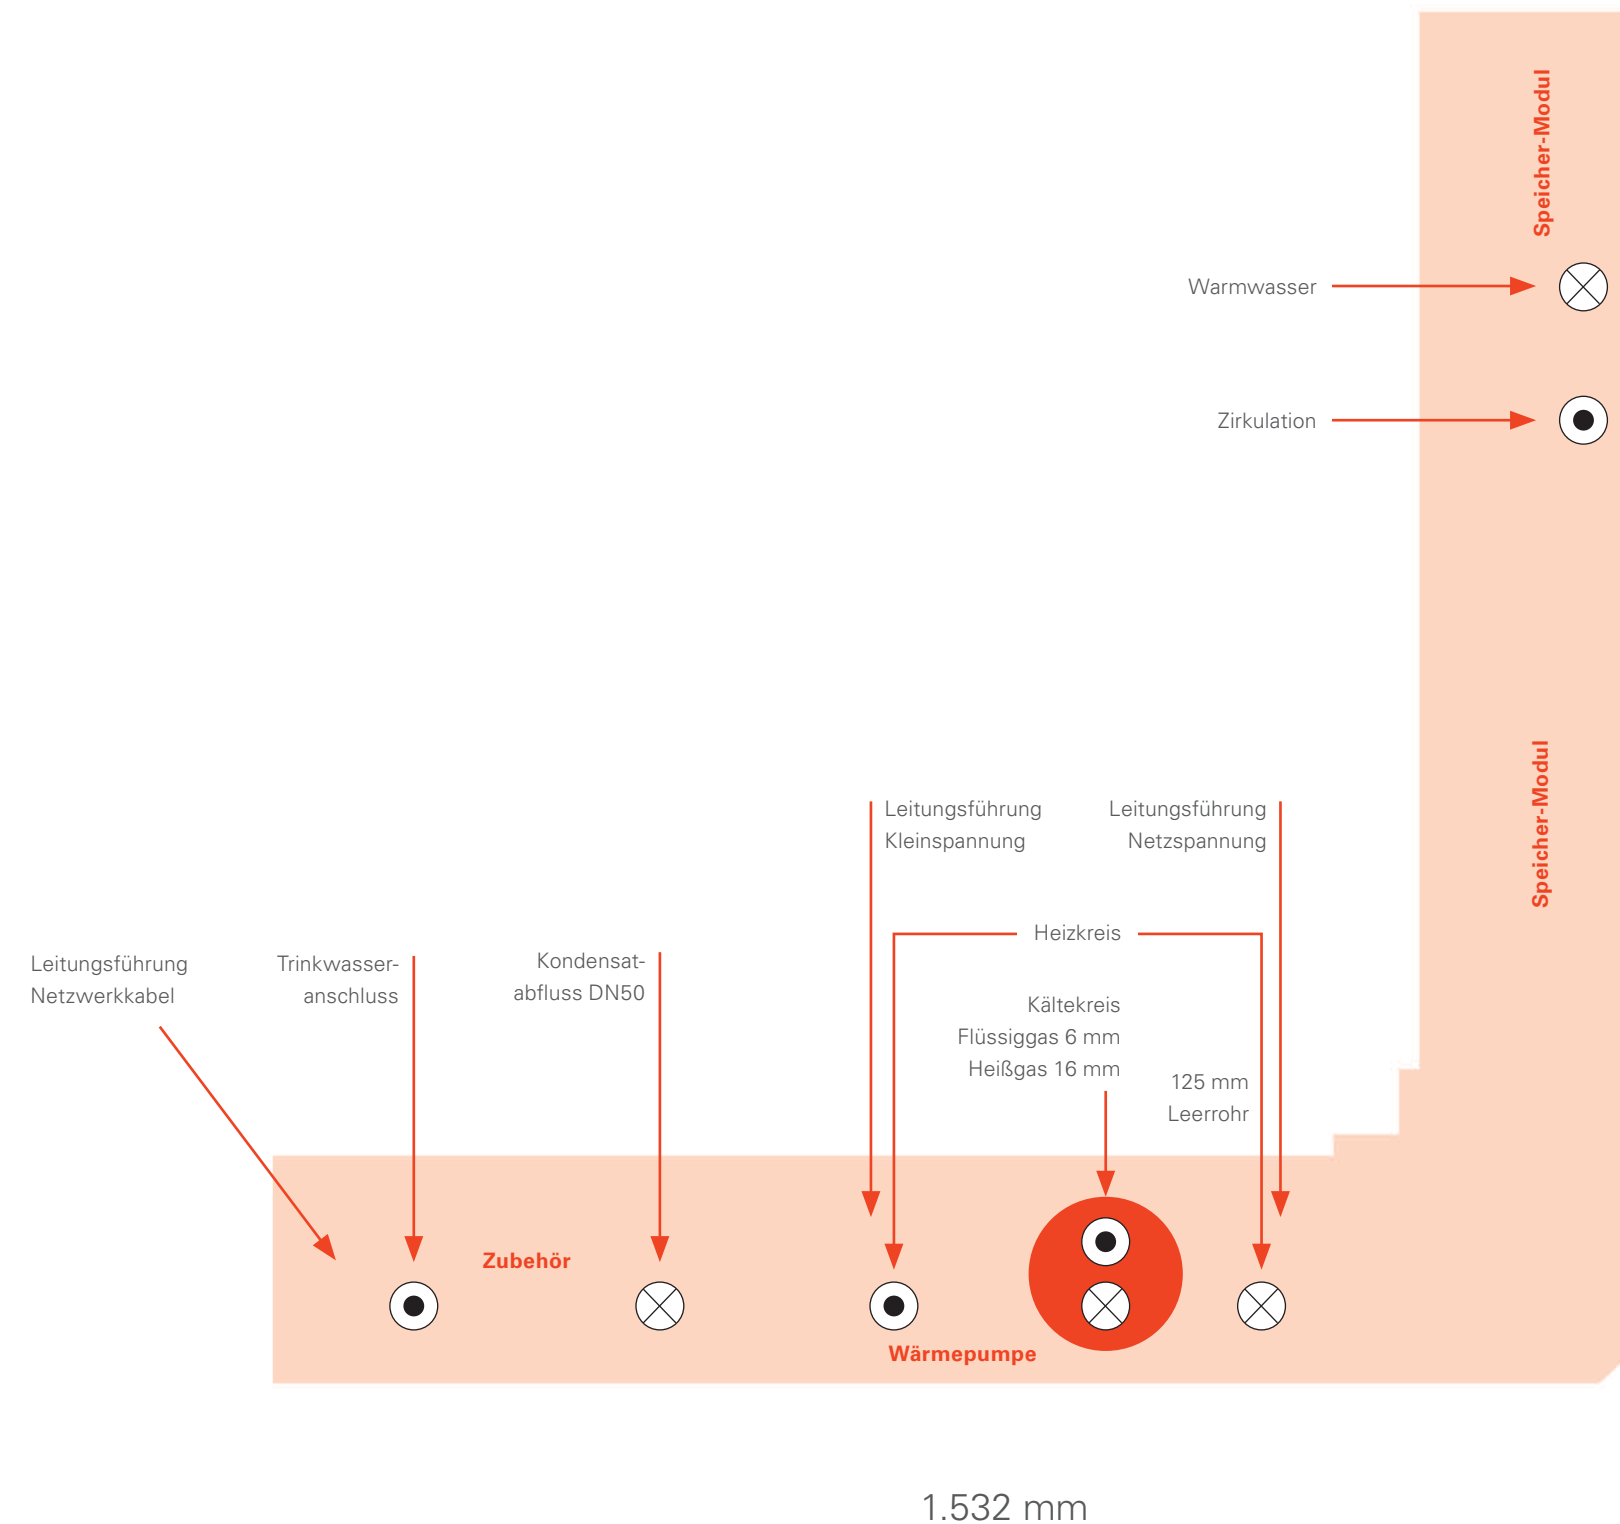 Speicher-Modul
Warmwasser
Zirkulation
Speicher-Modul
Leitungsführung
Kleinspannung
Leitungsführung
Netzspannung
Heizkreis
Leitungsführung
Netzwerkkabel
Trinkwasser-
anschluss
Kondensat-
abfluss DN50
Kältekreis
Flüssiggas 6 mm
Heißgas 16 mm
125 mm
Leerrohr
Zubehör
Wärmepumpe
1.532 mm